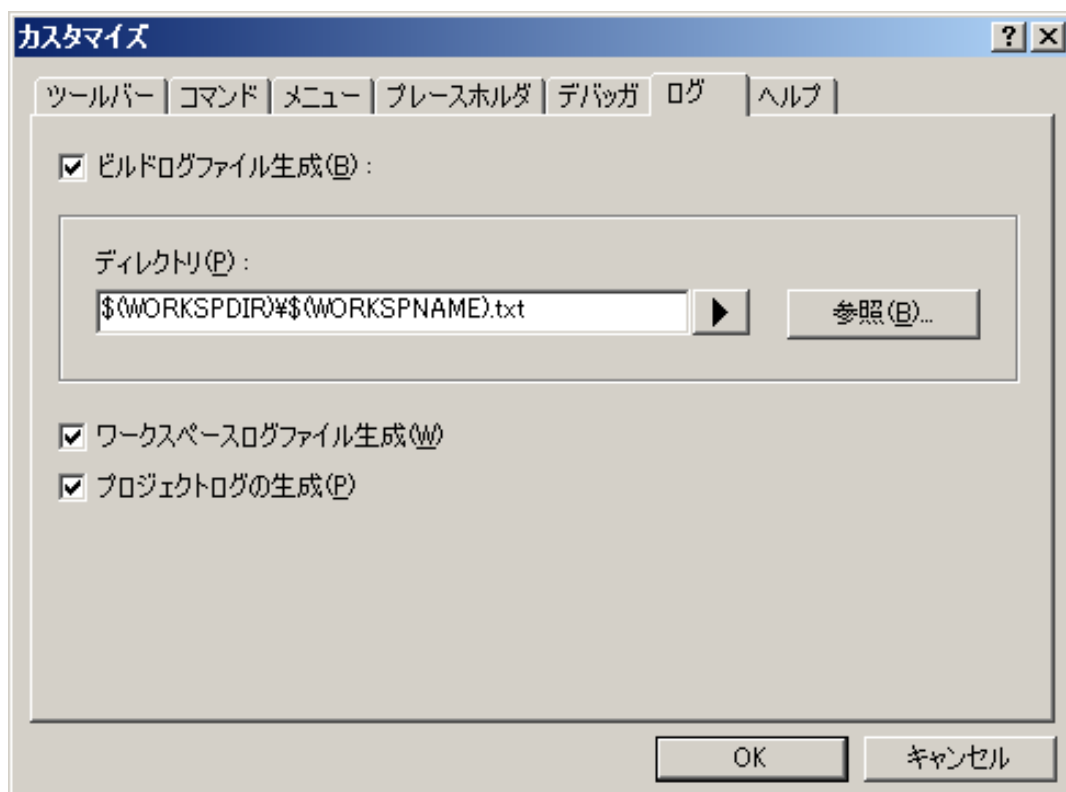 カスタマイズ
ツールバー コマンド メニュー プレースホルダ デバッガ ログ ヘルプ
ビルドログファイル生成(B) :
ディレクトリ(P) :
$(WORKSPDIR)¥$(WORKSPNAME).txt
参照(B)...
ワークスペースログファイル生成(W)
プロジェクトログの生成(P)
OK キャンセル